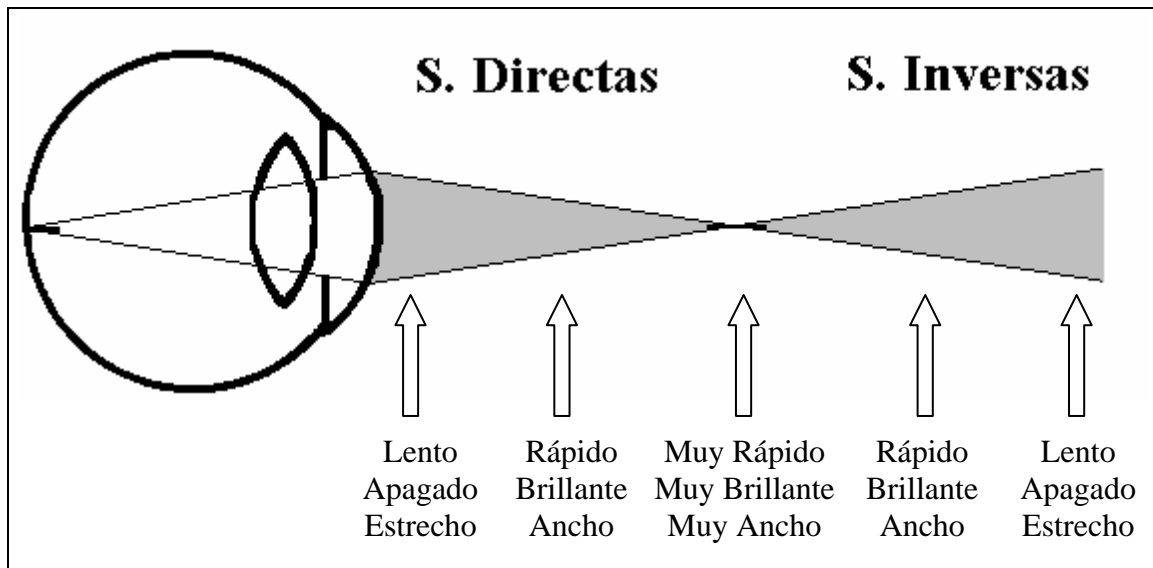 S. Directas
S. Inversas
Lento
Apagado
Estrecho
Rápido
Brillante
Ancho
Muy Rápido
Muy Brillante
Muy Ancho
Rápido
Brillante
Ancho
Lento
Apagado
Estrecho